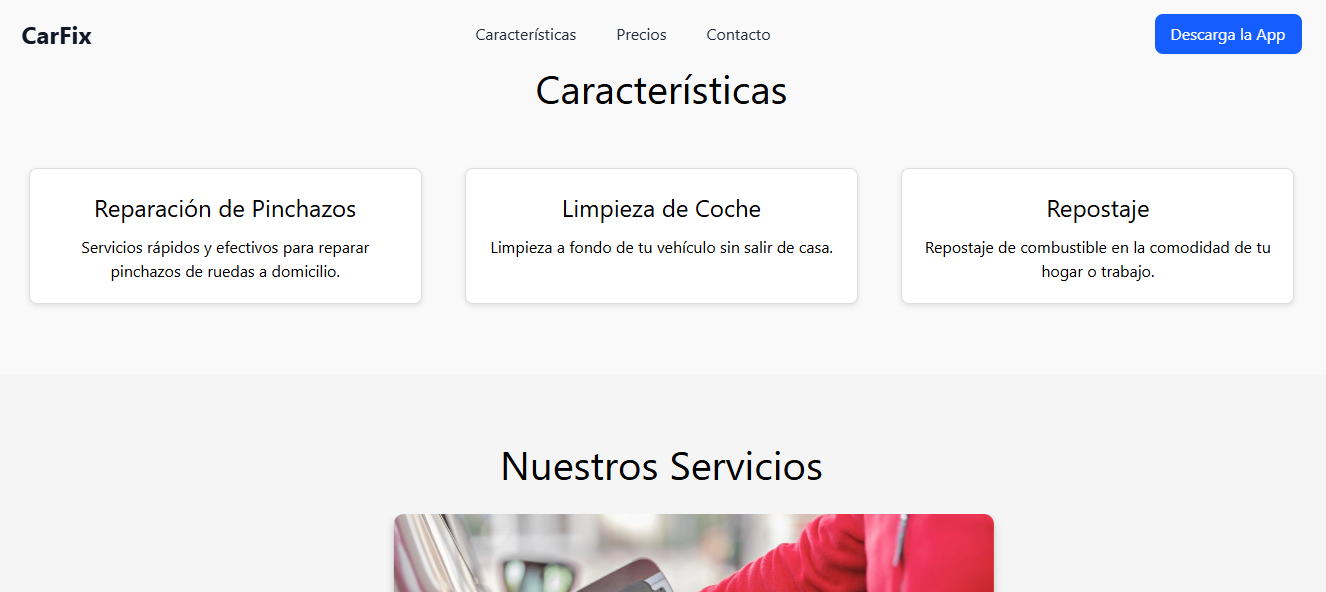 CarFix
Características
Precios
Contacto
Descarga la App
Características
Reparación de Pinchazos
Servicios rápidos y efectivos para reparar
pinchazos de ruedas a domicilio.
Limpieza de Coche
Limpieza a fondo de tu vehículo sin salir de casa.
Repostaje
Repostaje de combustible en la comodidad de tu
hogar o trabajo.
Nuestros Servicios